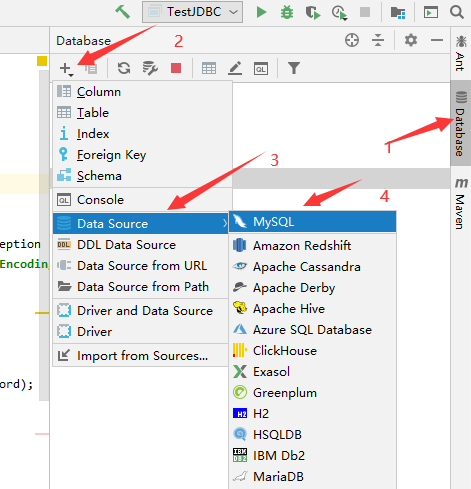 TestJDBC
2
Database
Ant
Column
Table
Index
Foreign Key
1
Database
Schema
3
QL Console
4
Maven
Data Source
MySQL
eption
DDL Data Source
Amazon Redshift
Encoding
Data Source from URL
Apache Cassandra
Data Source from Path
Apache Derby
Driver and Data Source
Apache Hive
Driver
Azure SQL Database
Import from Sources...
ClickHouse
Exasol
ord);
Greenplum
H2
HSQLDB
IBM Db2
MariaDB